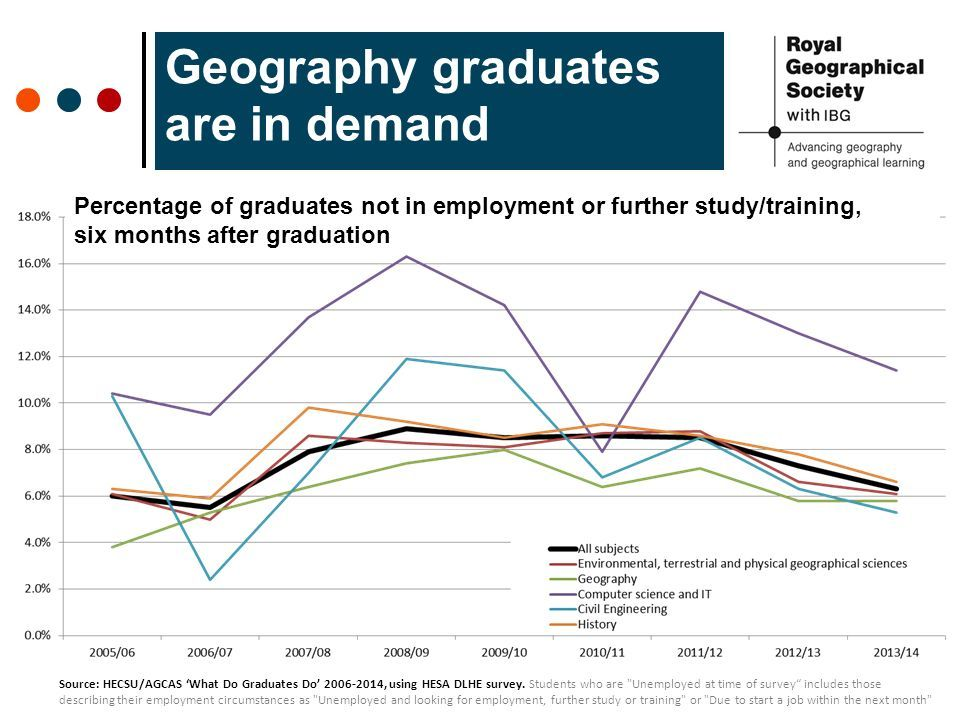 Geography graduates
are in demand
Royal
Geographical
Society
with IBG
Advancing geography
and geographical learning
Percentage of graduates not in employment or further study/training,
six months after graduation
18.0%
16.0%
14.0%
12.0%
10.0%
8.0%
6.0%
4.0%
2.0%
0.0%
All subjects
Environmental, terrestrial and physical geographical sciences
Geography
Computer science and IT
Civil Engineering
History
2005/06 2006/07 2007/08 2008/09 2009/10 2010/11 2011/12 2012/13 2013/14
Source: HECSU/AGCAS ‘What Do Graduates Do’ 2006-2014, using HESA DLHE survey. Students who are "Unemployed at time of survey“ includes those
describing their employment circumstances as "Unemployed and looking for employment, further study or training" or "Due to start a job within the next month"